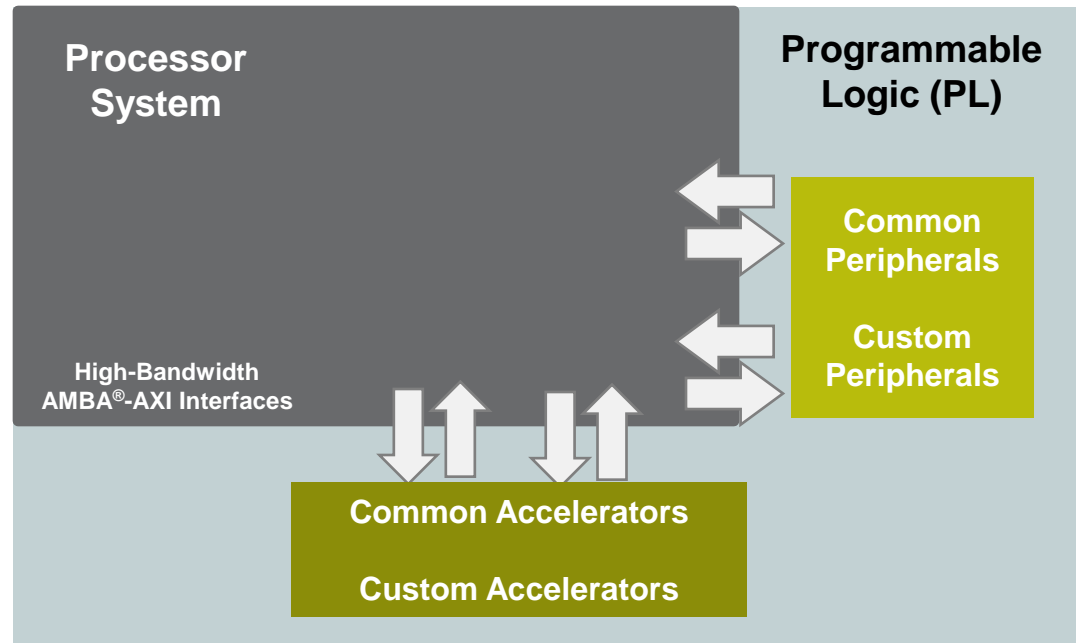 Processor
System
Programmable
Logic (PL)
Common
Peripherals
Custom
Peripherals
High-Bandwidth
AMBA®-AXI Interfaces
Common Accelerators
Custom Accelerators